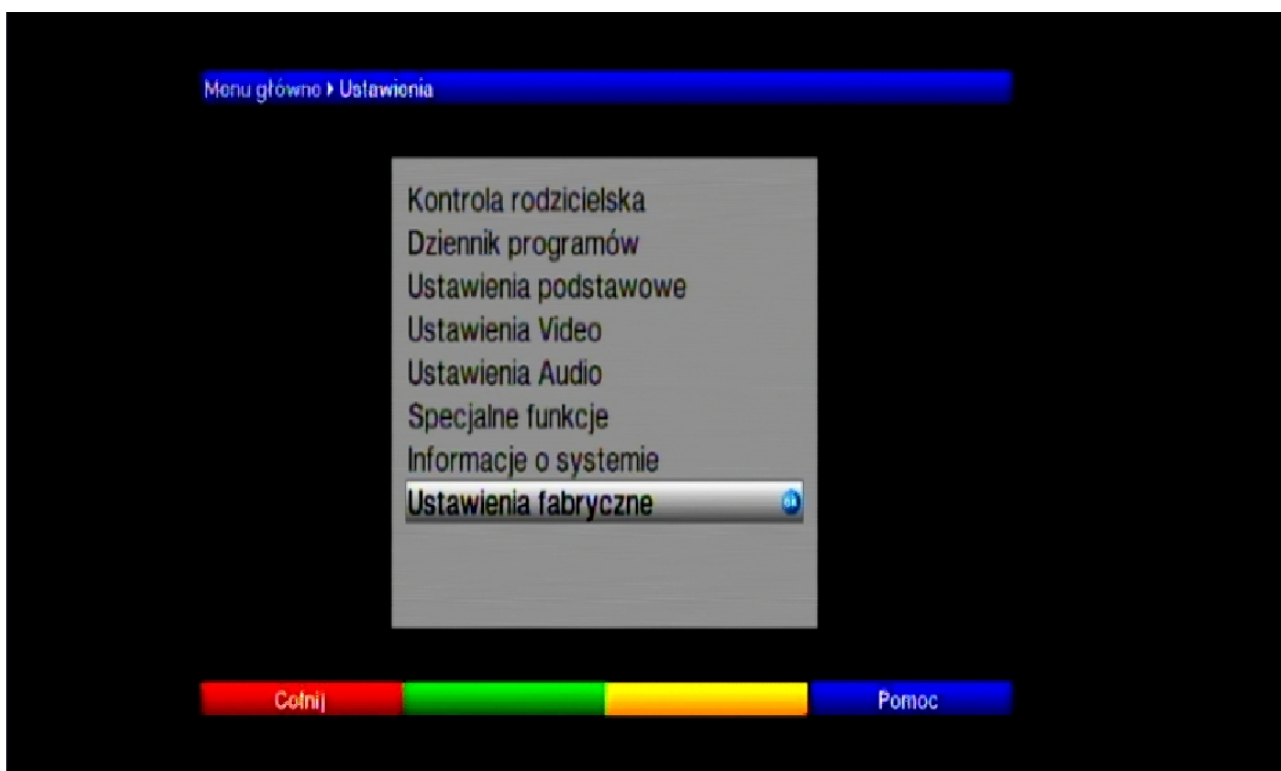 Menu główne ▸ Ustawienia
Kontrola rodzicielska
Dziennik programów
Ustawienia podstawowe
Ustawienia Video
Ustawienia Audio
Specjalne funkcje
Informacje o systemie
Ustawienia fabryczne ok
Cofnij Pomoc